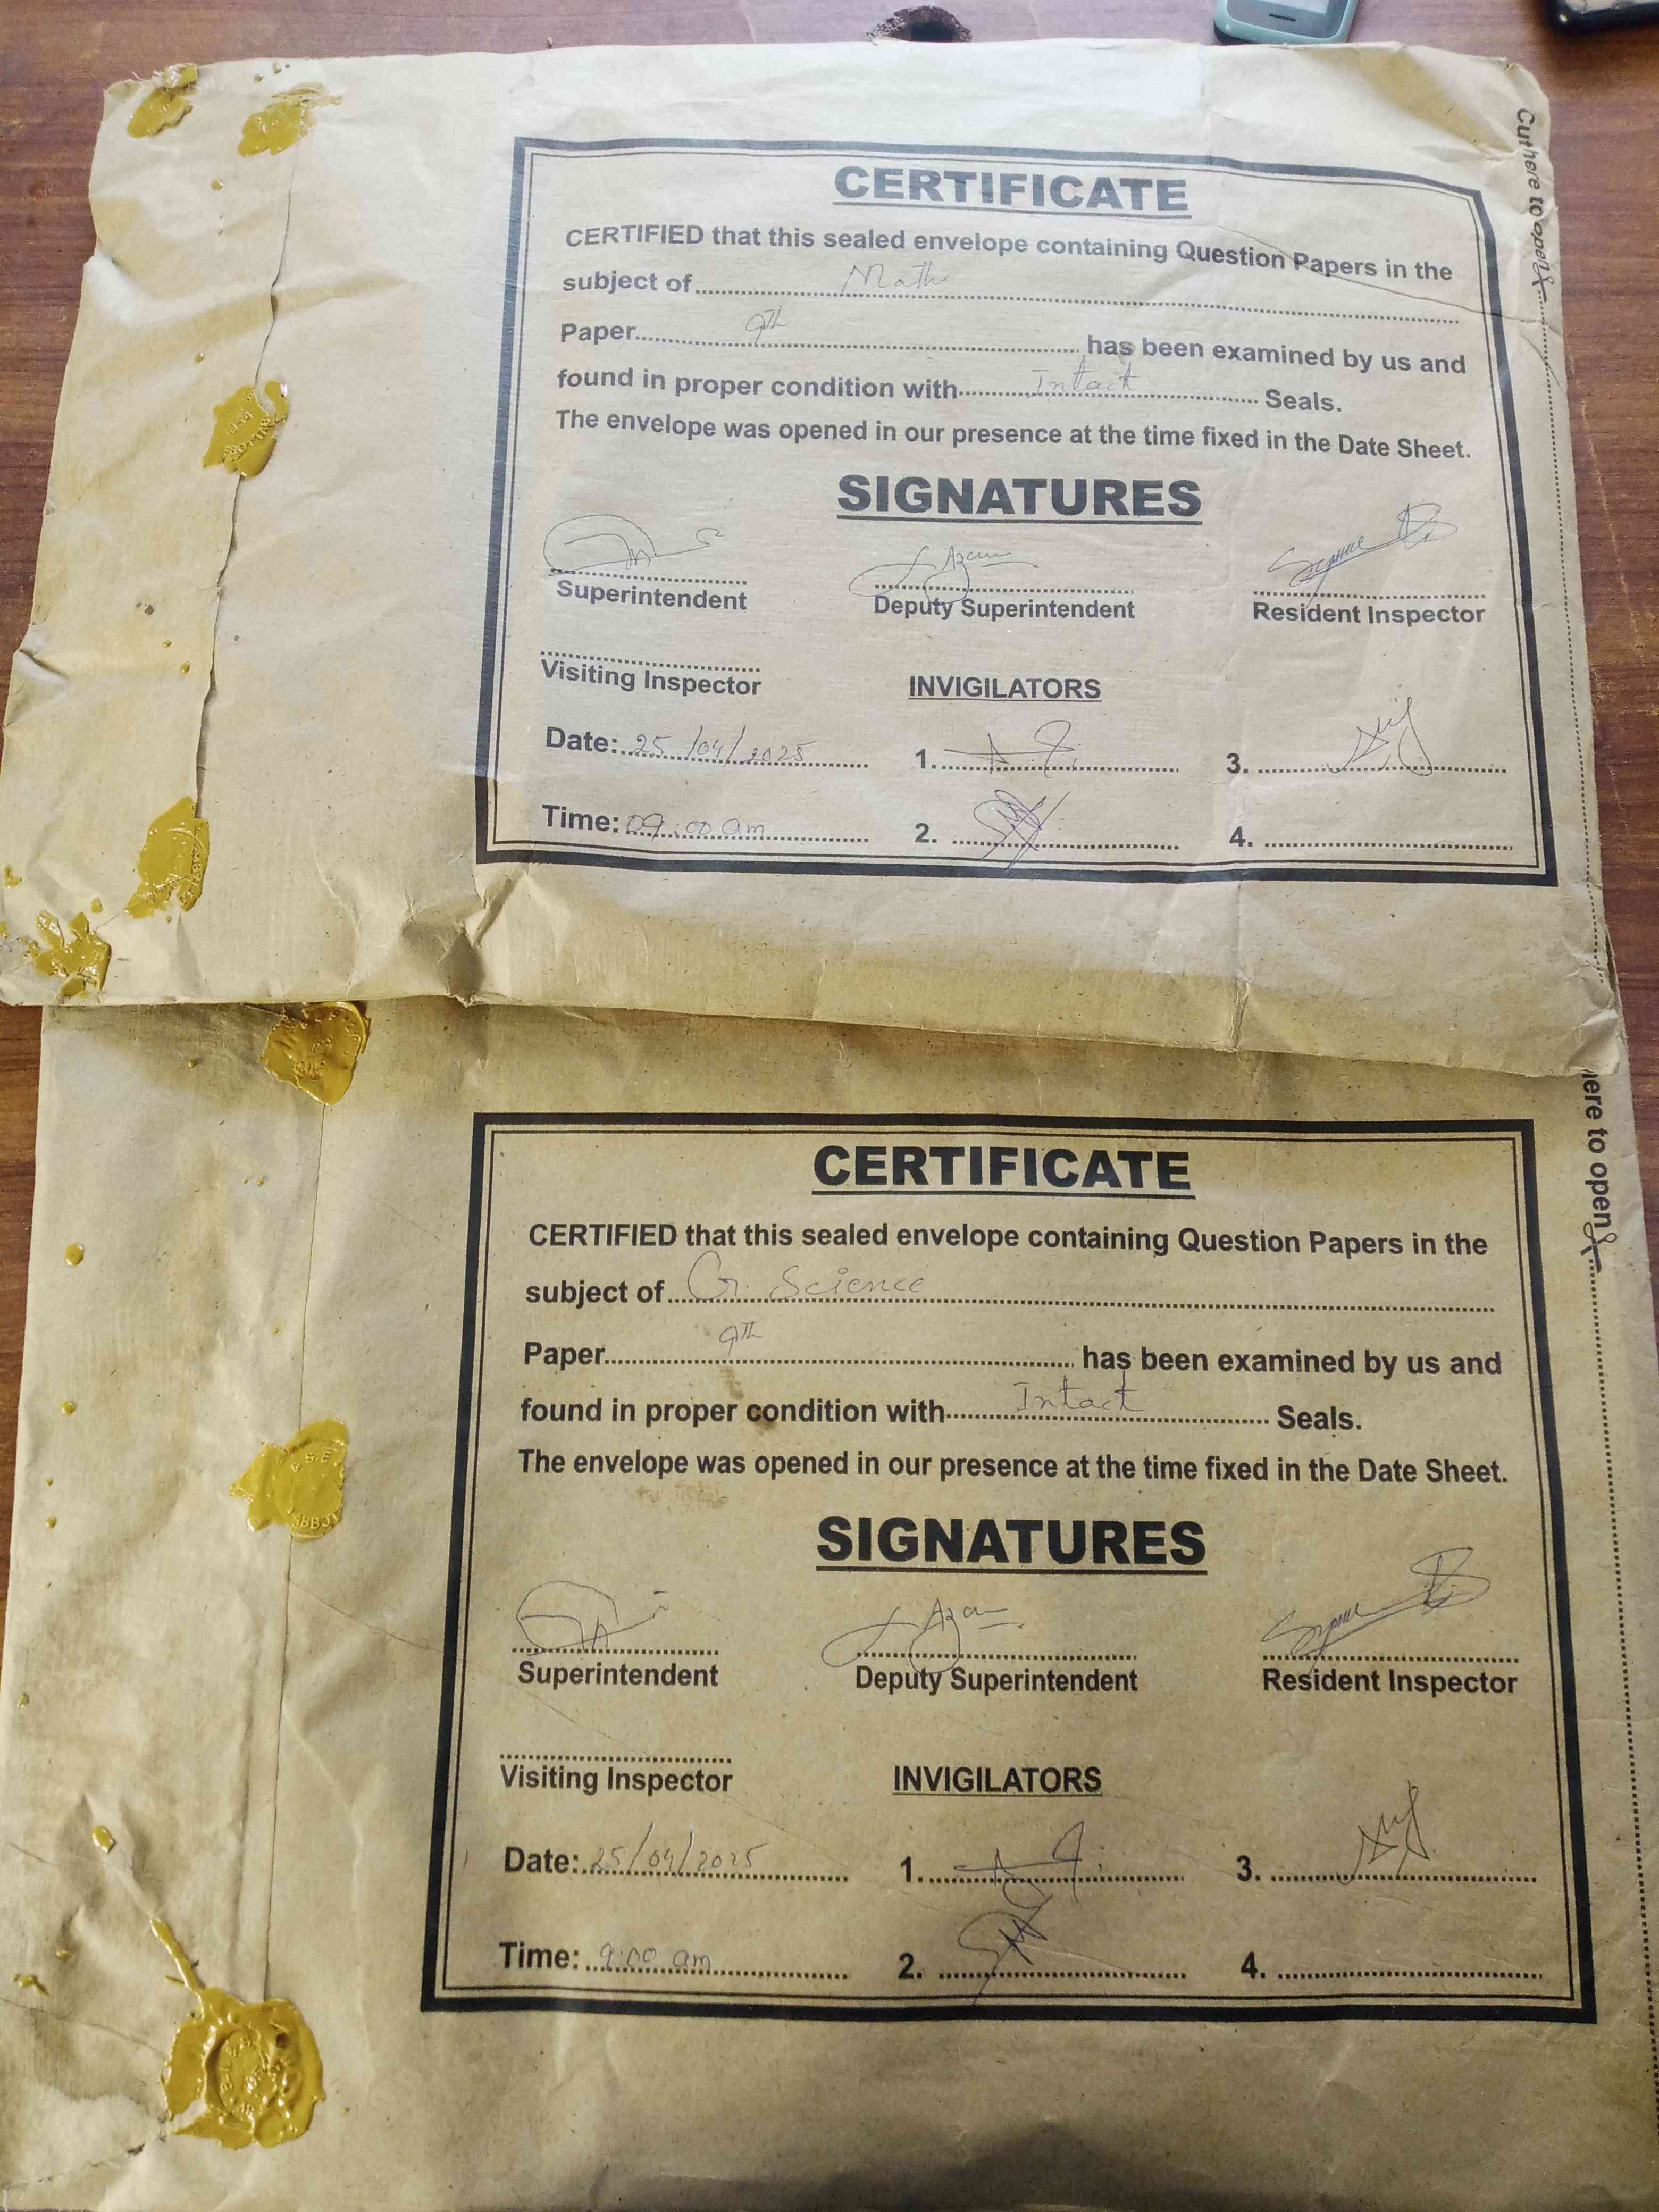 Cut here to open
CERTIFICATE
CERTIFIED that this sealed envelope containing Question Papers in the
subject of Math
Paper 9th has been examined by us and
found in proper condition with Intact Seals.
The envelope was opened in our presence at the time fixed in the Date Sheet.
SIGNATURES
Azam
Superintendent Deputy Superintendent Resident Inspector
Visiting Inspector INVIGILATORS
Date: 25/04/2025 1. 3.
Time: 09:00 am 2. 4.
here to open
CERTIFICATE
CERTIFIED that this sealed envelope containing Question Papers in the
subject of G. Science
Paper 9th has been examined by us and
found in proper condition with Intact Seals.
The envelope was opened in our presence at the time fixed in the Date Sheet.
SIGNATURES
Azam
Superintendent Deputy Superintendent Resident Inspector
Visiting Inspector INVIGILATORS
Date: 25/04/2025 1. 3.
Time: 9:00 am 2. 4.